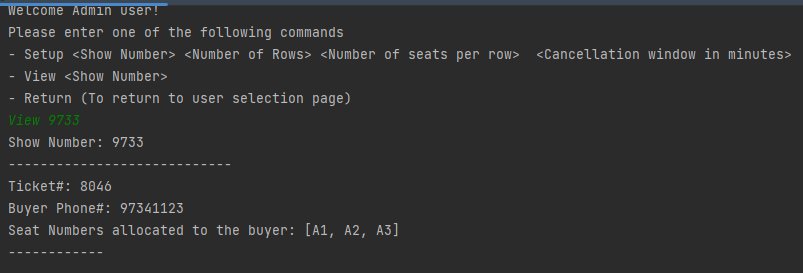 Welcome Admin user!
Please enter one of the following commands
- Setup <Show Number> <Number of Rows> <Number of seats per row>  <Cancellation window in minutes>
- View <Show Number>
- Return (To return to user selection page)
View 9733
Show Number: 9733
----------------------------
Ticket#: 8046
Buyer Phone#: 97341123
Seat Numbers allocated to the buyer: [A1, A2, A3]
------------